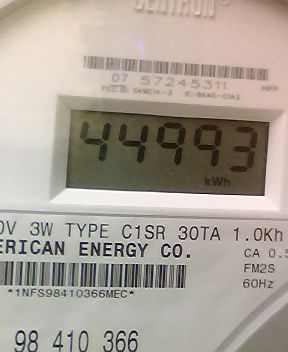 CENTRON
07 57245311
44993
kWh
0V 3W TYPE C1SR 30TA 1.0Kh
ERICAN ENERGY CO.
CA 0.5
FM2S
60Hz
*1NFS98410366MEC*
98 410 366